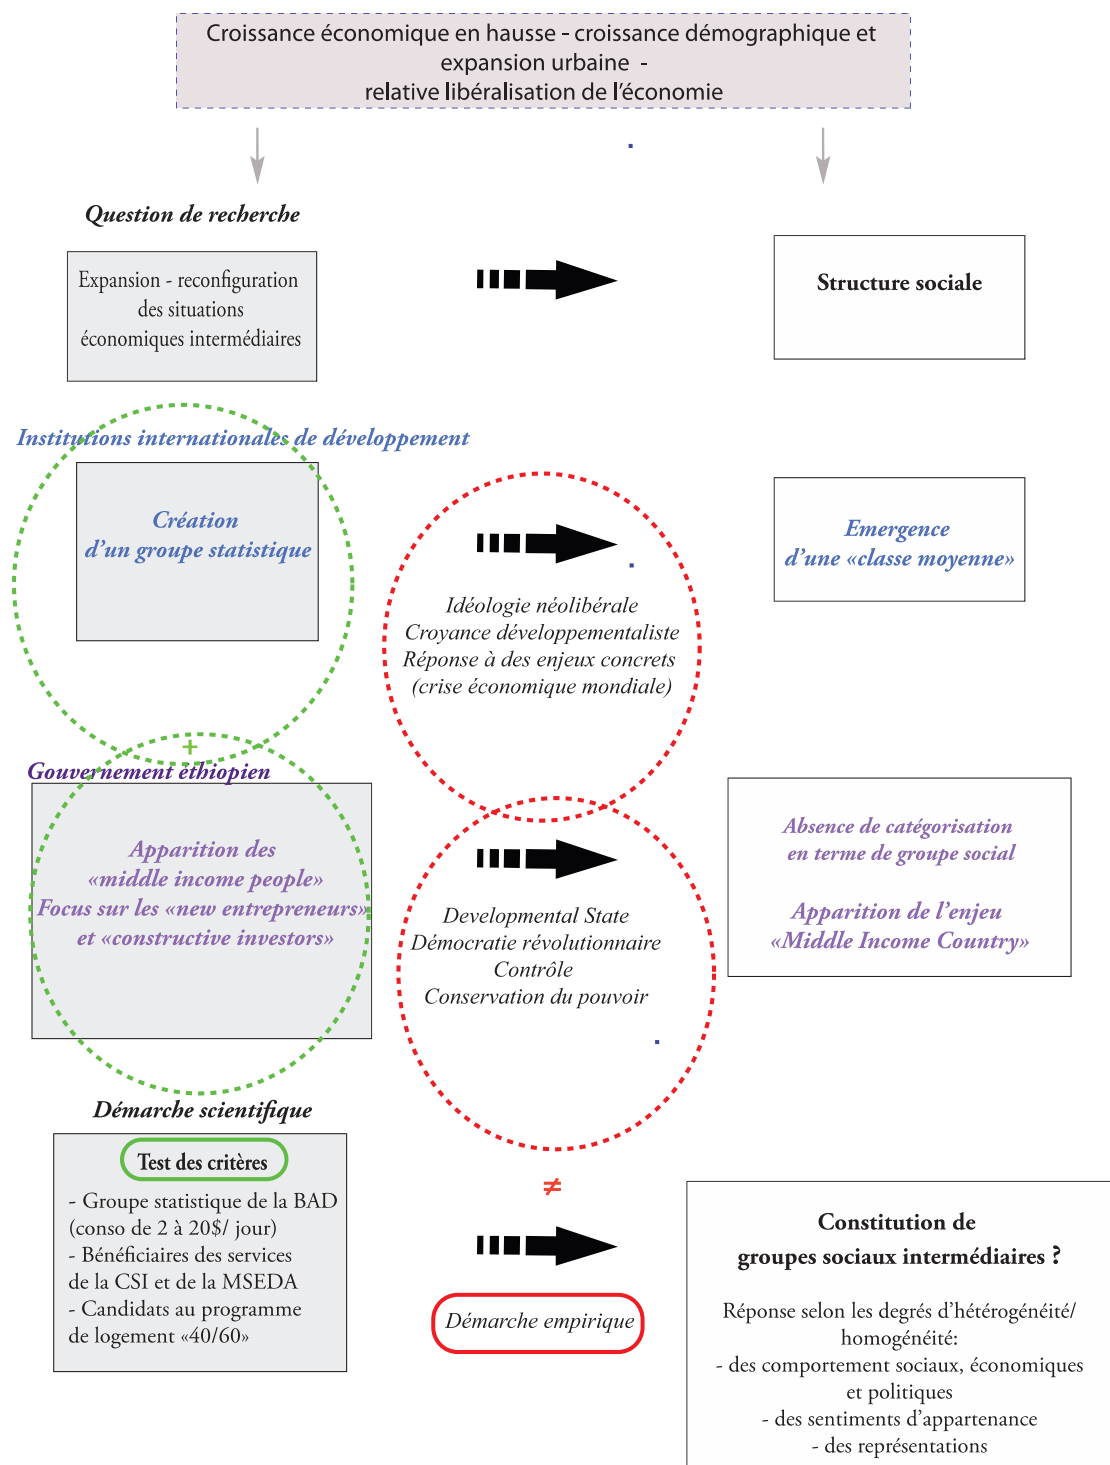 Croissance économique en hausse - croissance démographique et
expansion urbaine -
relative libéralisation de l'économie
Question de recherche
Expansion - reconfiguration
des situations
économiques intermédiaires
Structure sociale
Institutions internationales de développement
Création
d'un groupe statistique
Idéologie néolibérale
Croyance développementaliste
Réponse à des enjeux concrets
(crise économique mondiale)
Emergence
d'une «classe moyenne»
+
Gouvernement éthiopien
Apparition des
«middle income people»
Focus sur les «new entrepreneurs»
et «constructive investors»
Developmental State
Démocratie révolutionnaire
Contrôle
Conservation du pouvoir
Absence de catégorisation
en terme de groupe social
Apparition de l'enjeu
«Middle Income Country»
Démarche scientifique
Test des critères
- Groupe statistique de la BAD
(conso de 2 à 20$/ jour)
- Bénéficiaires des services
de la CSI et de la MSEDA
- Candidats au programme
de logement «40/60»
≠
Démarche empirique
Constitution de
groupes sociaux intermédiaires ?
Réponse selon les degrés d'hétérogénéité/
homogénéité:
- des comportement sociaux, économiques
et politiques
- des sentiments d'appartenance
- des représentations